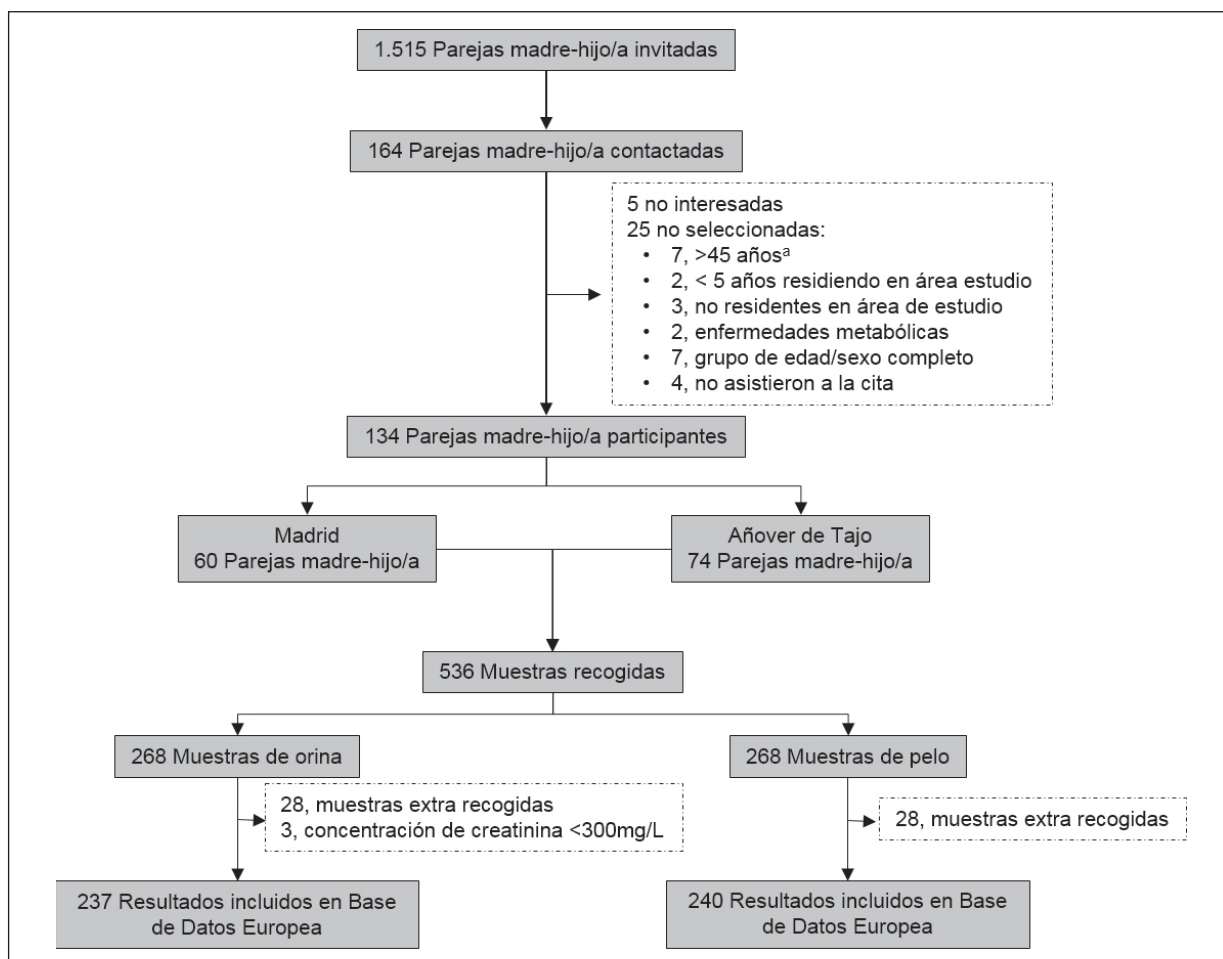 1.515 Parejas madre-hijo/a invitadas
164 Parejas madre-hijo/a contactadas
5 no interesadas
25 no seleccionadas:
• 7, >45 años<sup>a</sup>
• 2, < 5 años residiendo en área estudio
• 3, no residentes en área de estudio
• 2, enfermedades metabólicas
• 7, grupo de edad/sexo completo
• 4, no asistieron a la cita
134 Parejas madre-hijo/a participantes
Madrid
60 Parejas madre-hijo/a
Añover de Tajo
74 Parejas madre-hijo/a
536 Muestras recogidas
268 Muestras de orina
268 Muestras de pelo
28, muestras extra recogidas
3, concentración de creatinina <300mg/L
28, muestras extra recogidas
237 Resultados incluidos en Base
de Datos Europea
240 Resultados incluidos en Base
de Datos Europea